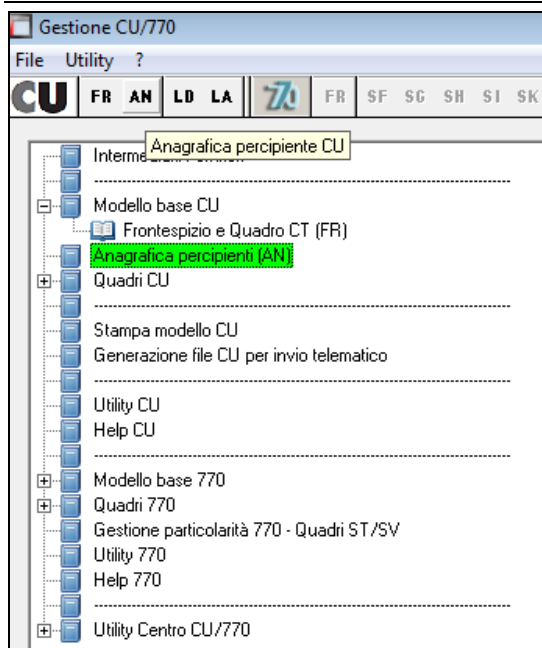 Gestione CU/770
File Utility ?
CU FR AN LD LA 770 FR SF SG SH SI SK
Anagrafica percipiente CU
---------------------------------------------------------------
Modello base CU
Frontespizio e Quadro CT (FR)
Anagrafica percipienti (AN)
Quadri CU
---------------------------------------------------------------
Stampa modello CU
Generazione file CU per invio telematico
---------------------------------------------------------------
Utility CU
Help CU
---------------------------------------------------------------
Modello base 770
Quadri 770
Gestione particolarità 770 - Quadri ST/SV
Utility 770
Help 770
---------------------------------------------------------------
Utility Centro CU/770